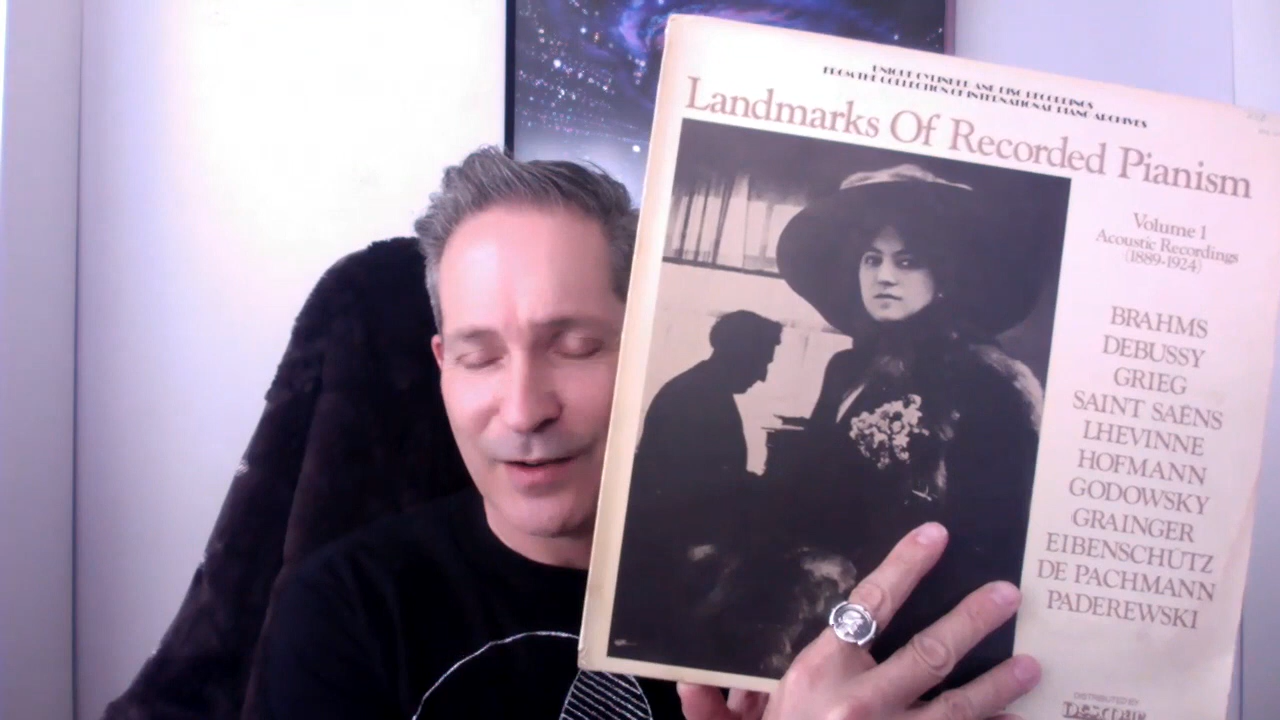 UNIQUE CYLINDER AND DISC RECORDINGS
FROM THE COLLECTION OF INTERNATIONAL PIANO ARCHIVES
Landmarks Of Recorded Pianism
Volume 1
Acoustic Recordings
(1889-1924)
BRAHMS
DEBUSSY
GRIEG
SAINT SAËNS
LHEVINNE
HOFMANN
GODOWSKY
GRAINGER
EIBENSCHÜTZ
DE PACHMANN
PADEREWSKI
DISTRIBUTED BY